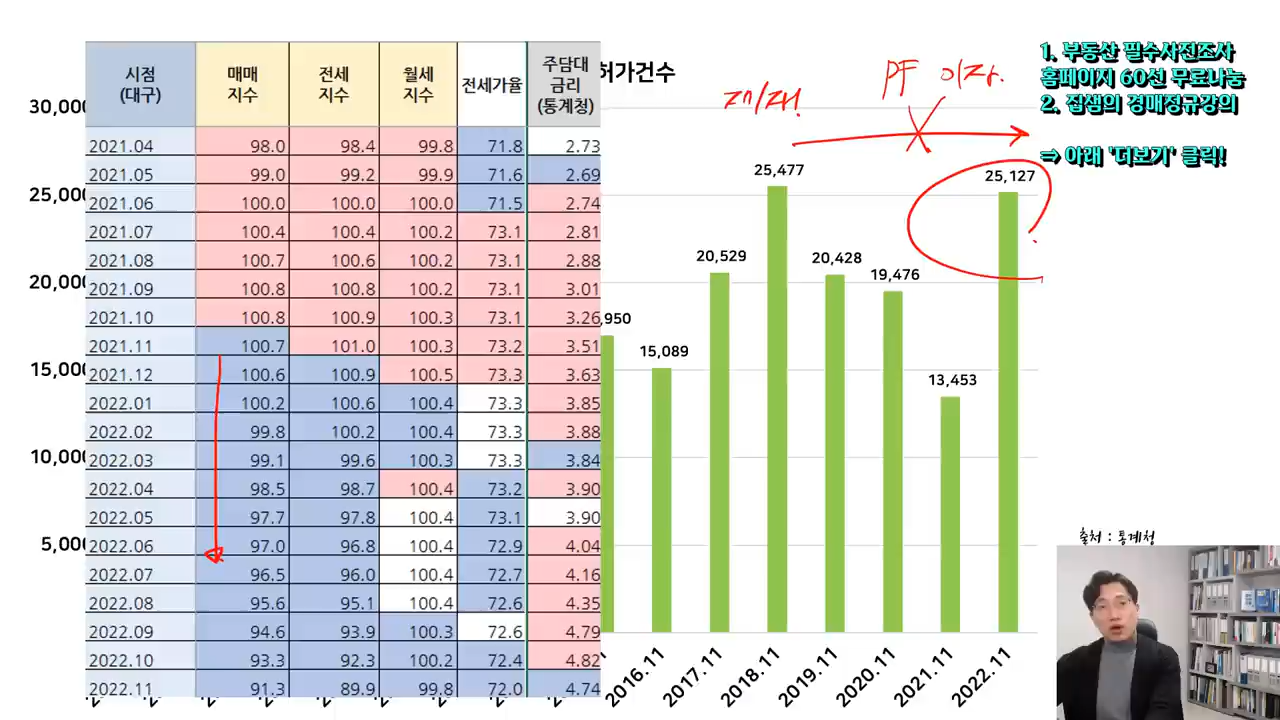 허가건수
재/재!
PF 이자.
1. 부동산 필수사전조사
홈페이지 60선 무료나눔
2. 집샘의 경매정규강의
⇒ 아래 '더보기' 클릭!
시점 (대구) 매매 지수 전세 지수 월세 지수 전세가율 주담대 금리 (통계청)
2021.04 98.0 98.4 99.8 71.8 2.73
2021.05 99.0 99.2 99.9 71.6 2.69
2021.06 100.0 100.0 100.0 71.5 2.74
2021.07 100.4 100.4 100.2 73.1 2.81
2021.08 100.7 100.6 100.2 73.1 2.88
2021.09 100.8 100.8 100.2 73.1 3.01
2021.10 100.8 100.9 100.3 73.1 3.26
2021.11 100.7 101.0 100.3 73.2 3.51
2021.12 100.6 100.9 100.5 73.3 3.63
2022.01 100.2 100.6 100.4 73.3 3.85
2022.02 99.8 100.2 100.4 73.3 3.88
2022.03 99.1 99.6 100.3 73.3 3.84
2022.04 98.5 98.7 100.4 73.2 3.90
2022.05 97.7 97.8 100.4 73.1 3.90
2022.06 97.0 96.8 100.4 72.9 4.04
2022.07 96.5 96.0 100.4 72.7 4.16
2022.08 95.6 95.1 100.4 72.6 4.35
2022.09 94.6 93.9 100.3 72.6 4.79
2022.10 93.3 92.3 100.2 72.4 4.82
2022.11 91.3 89.9 99.8 72.0 4.74
30,000
25,000
20,000
15,000
10,000
5,000
,950
15,089
20,529
25,477
20,428
19,476
13,453
25,127
2016.11
2017.11
2018.11
2019.11
2020.11
2021.11
2022.11
출처 : 통계청